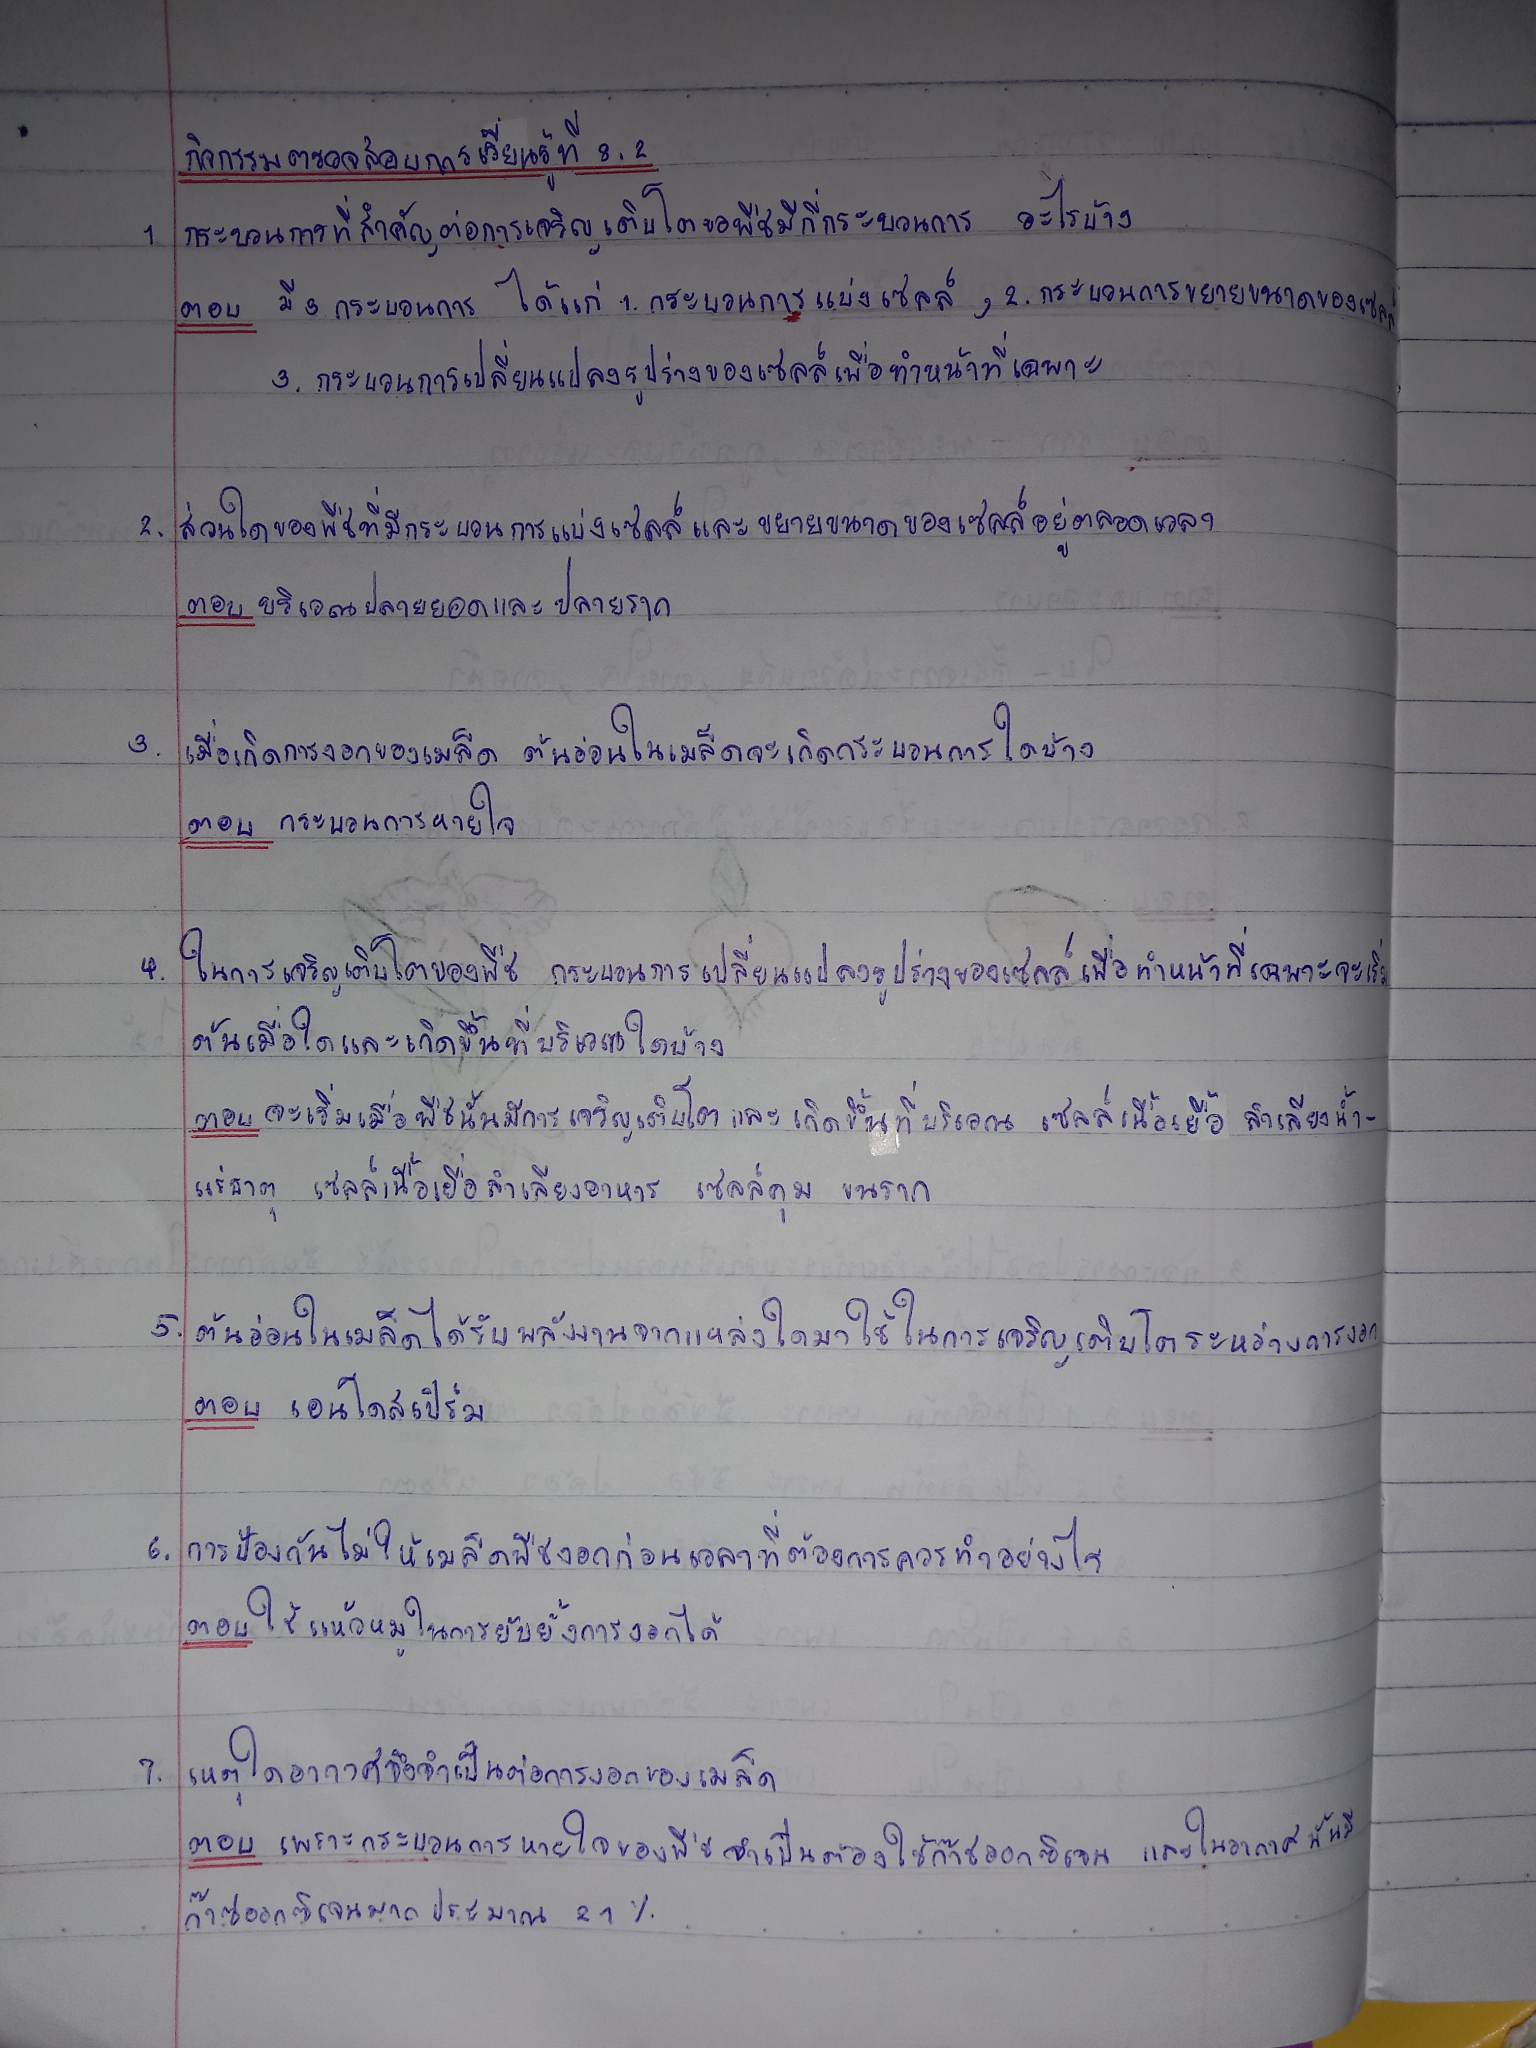 กิจกรรมตรวจสอบการเรียนรู้ที่ 8.2
1 กระบวนการที่สำคัญต่อการเจริญเติบโตของพืชมีกี่กระบวนการ อะไรบ้าง
ตอบ มี 3 กระบวนการ ได้แก่ 1. กระบวนการแบ่งเซลล์ , 2. กระบวนการขยายขนาดของเซลล์
3. กระบวนการเปลี่ยนแปลงรูปร่างของเซลล์เพื่อทำหน้าที่เฉพาะ
2. ส่วนใดของพืชที่มีกระบวนการแบ่งเซลล์และขยายขนาดของเซลล์อยู่ตลอดเวลา
ตอบ บริเวณปลายยอดและปลายราก
3. เมื่อเกิดการงอกของเมล็ด ต้นอ่อนในเมล็ดจะเกิดกระบวนการใดบ้าง
ตอบ กระบวนการหายใจ
4. ในการเจริญเติบโตของพืช กระบวนการเปลี่ยนแปลงรูปร่างของเซลล์เพื่อทำหน้าที่เฉพาะจะเริ่ม
ต้นเมื่อใดและเกิดขึ้นที่บริเวณใดบ้าง
ตอบ จะเริ่มเมื่อพืชนั้นมีการเจริญเติบโต และเกิดขึ้นที่บริเวณ เซลล์เนื้อเยื่อ ลำเลียงน้ำ-
แร่ธาตุ เซลล์เนื้อเยื่อลำเลียงอาหาร เซลล์คุม ขนราก
5. ต้นอ่อนในเมล็ดได้รับพลังงานจากแหล่งใดมาใช้ในการเจริญเติบโตระหว่างการงอก
ตอบ เอนโดสเปิร์ม
6. การป้องกันไม่ให้เมล็ดพืชงอกก่อนเวลาที่ต้องการควรทำอย่างไร
ตอบ ใช้แห้วหมูในการยับยั้งการงอกได้
7. เหตุใดอากาศจึงจำเป็นต่อการงอกของเมล็ด
ตอบ เพราะกระบวนการหายใจของพืชจำเป็นต้องใช้ก๊าซออกซิเจน และในอากาศนั้นมี
ก๊าซออกซิเจนมากประมาณ 21 %